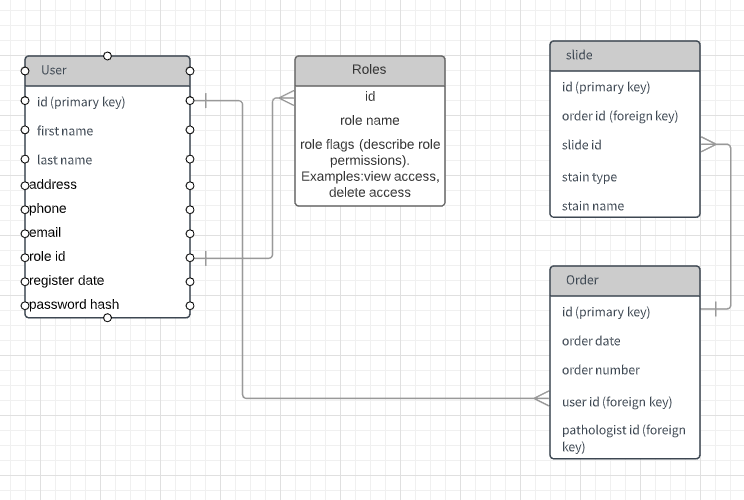 User
id (primary key)
first name
last name
address
phone
email
role id
register date
password hash
Roles
id
role name
role flags (describe role
permissions).
Examples:view access,
delete access
slide
id (primary key)
order id (foreign key)
slide id
stain type
stain name
Order
id (primary key)
order date
order number
user id (foreign key)
pathologist id (foreign
key)